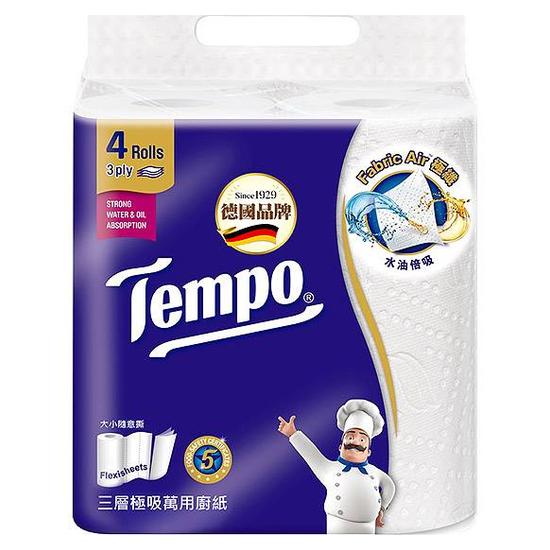 4 Rolls
3 ply
STRONG
WATER & OIL
ABSORPTION
Since 1929
德國品牌
Fabric Air 極纖
水油倍吸
Tempo®
大小隨意撕
Flexisheets
5
三層極吸萬用廚紙